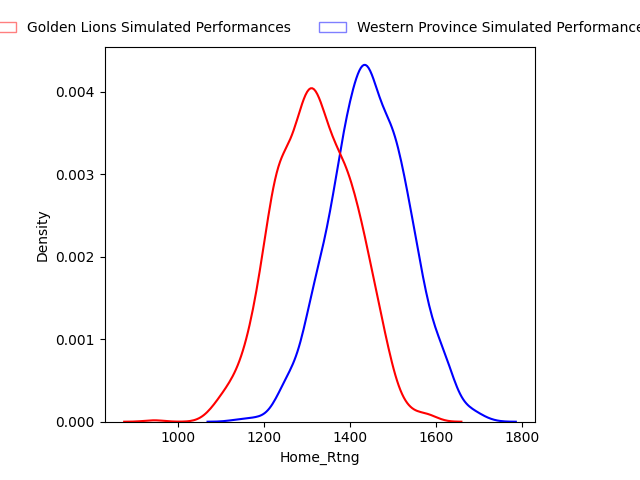 Golden Lions Simulated Performances Western Province Simulated Performance
0.004
0.003
0.002
0.001
0.000
Density
1000 1200 1400 1600 1800
Home_Rtng